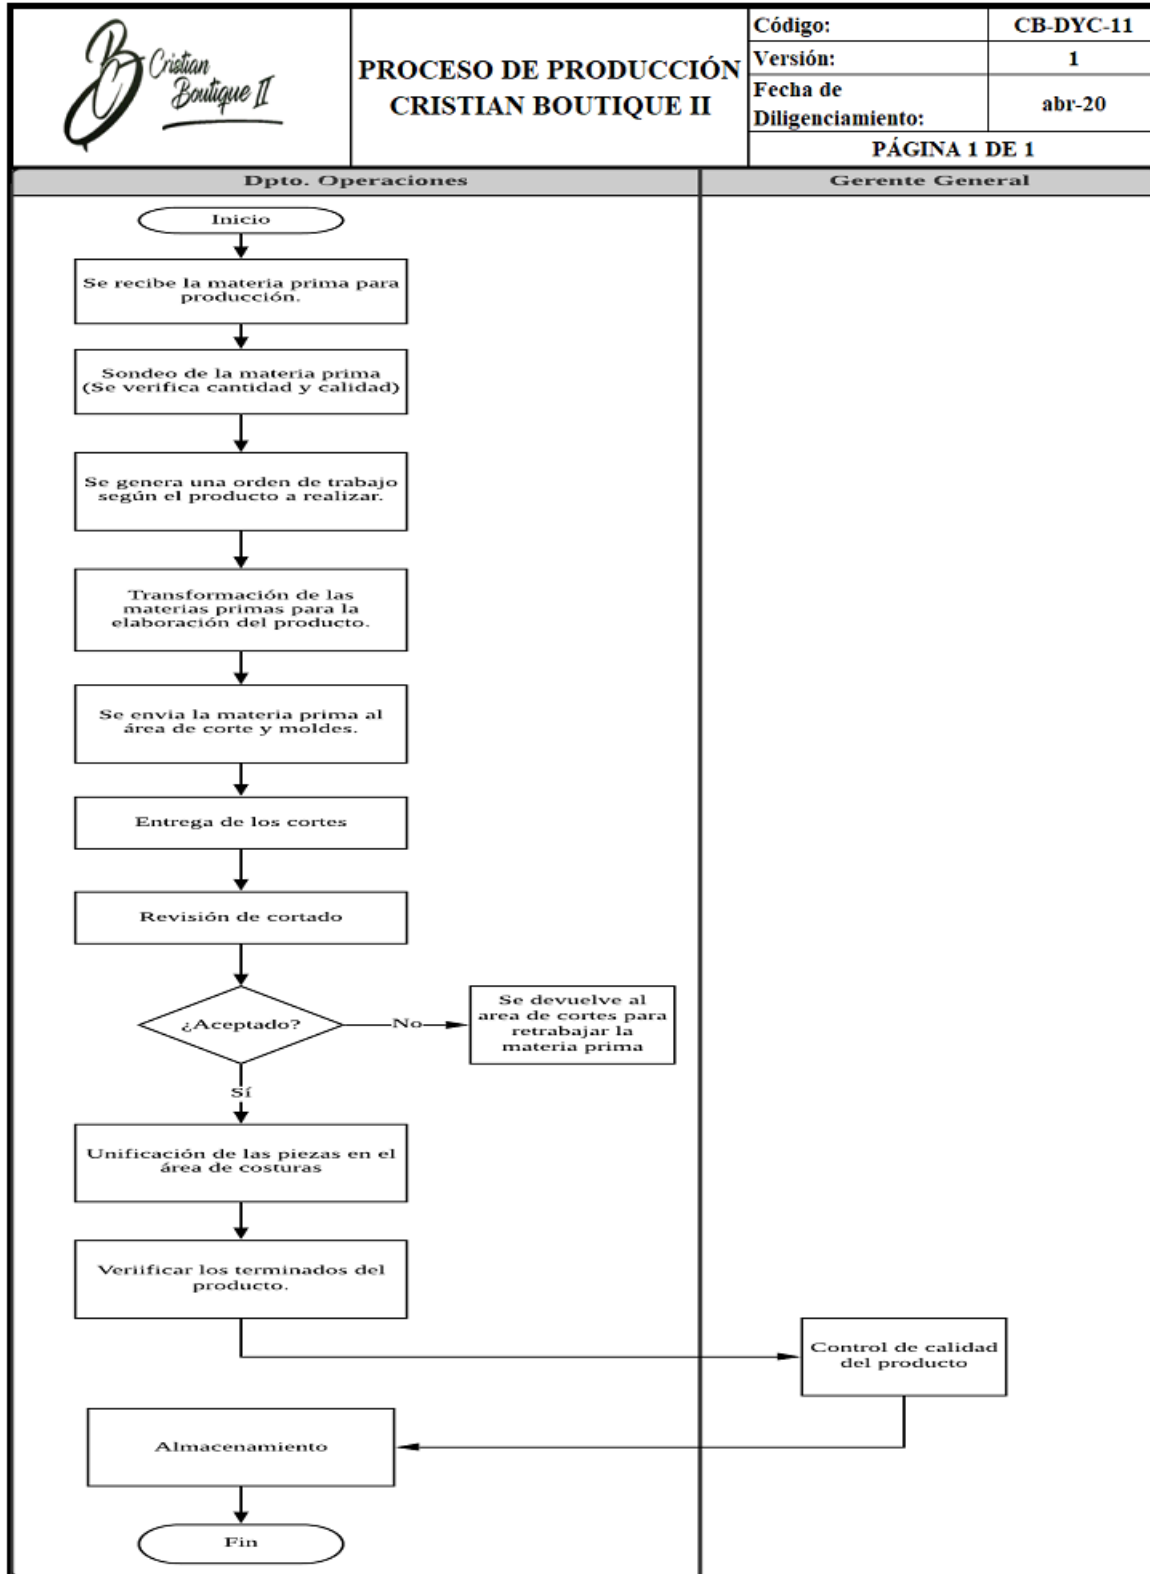 Cristian
Boutique II
PROCESO DE PRODUCCIÓN
CRISTIAN BOUTIQUE II
Código: CB-DYC-11
Versión: 1
Fecha de
Diligenciamiento: abr-20
PÁGINA 1 DE 1
Dpto. Operaciones
Gerente General
Inicio
Se recibe la materia prima para
producción.
Sondeo de la materia prima
(Se verifica cantidad y calidad)
Se genera una orden de trabajo
según el producto a realizar.
Transformación de las
materias primas para la
elaboración del producto.
Se envia la materia prima al
área de corte y moldes.
Entrega de los cortes
Revisión de cortado
¿Aceptado?
No
Se devuelve al
area de cortes para
retrabajar la
materia prima
Sí
Unificación de las piezas en el
área de costuras
Veriificar los terminados del
producto.
Control de calidad
del producto
Almacenamiento
Fin